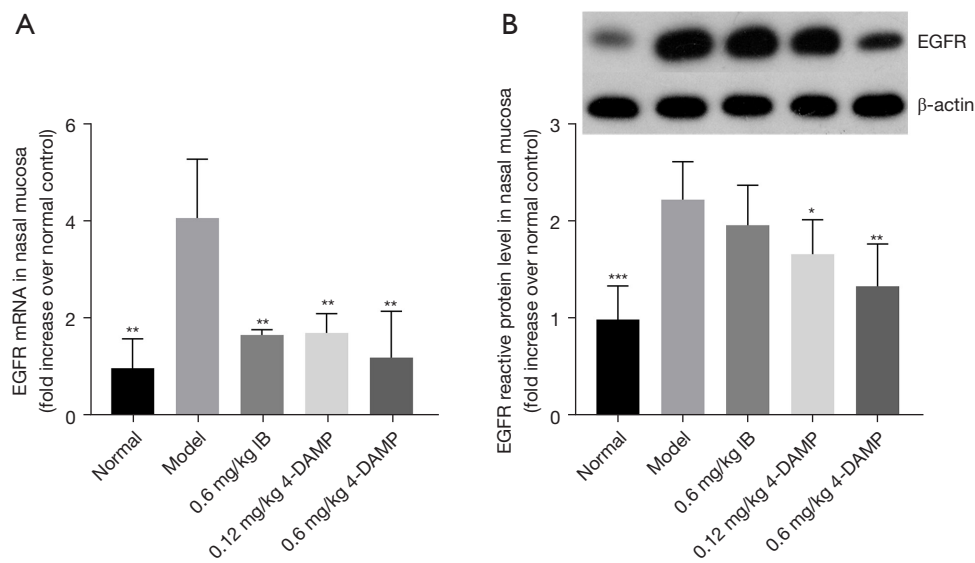 A
EGFR mRNA in nasal mucosa
(fold increase over normal control)
6
4
2
0
**
**
**
**
Normal
Model
0.6 mg/kg IB
0.12 mg/kg 4-DAMP
0.6 mg/kg 4-DAMP
B
EGFR
β-actin
EGFR reactive protein level in nasal mucosa
(fold increase over normal control)
3
2
1
0
***
*
**
Normal
Model
0.6 mg/kg IB
0.12 mg/kg 4-DAMP
0.6 mg/kg 4-DAMP